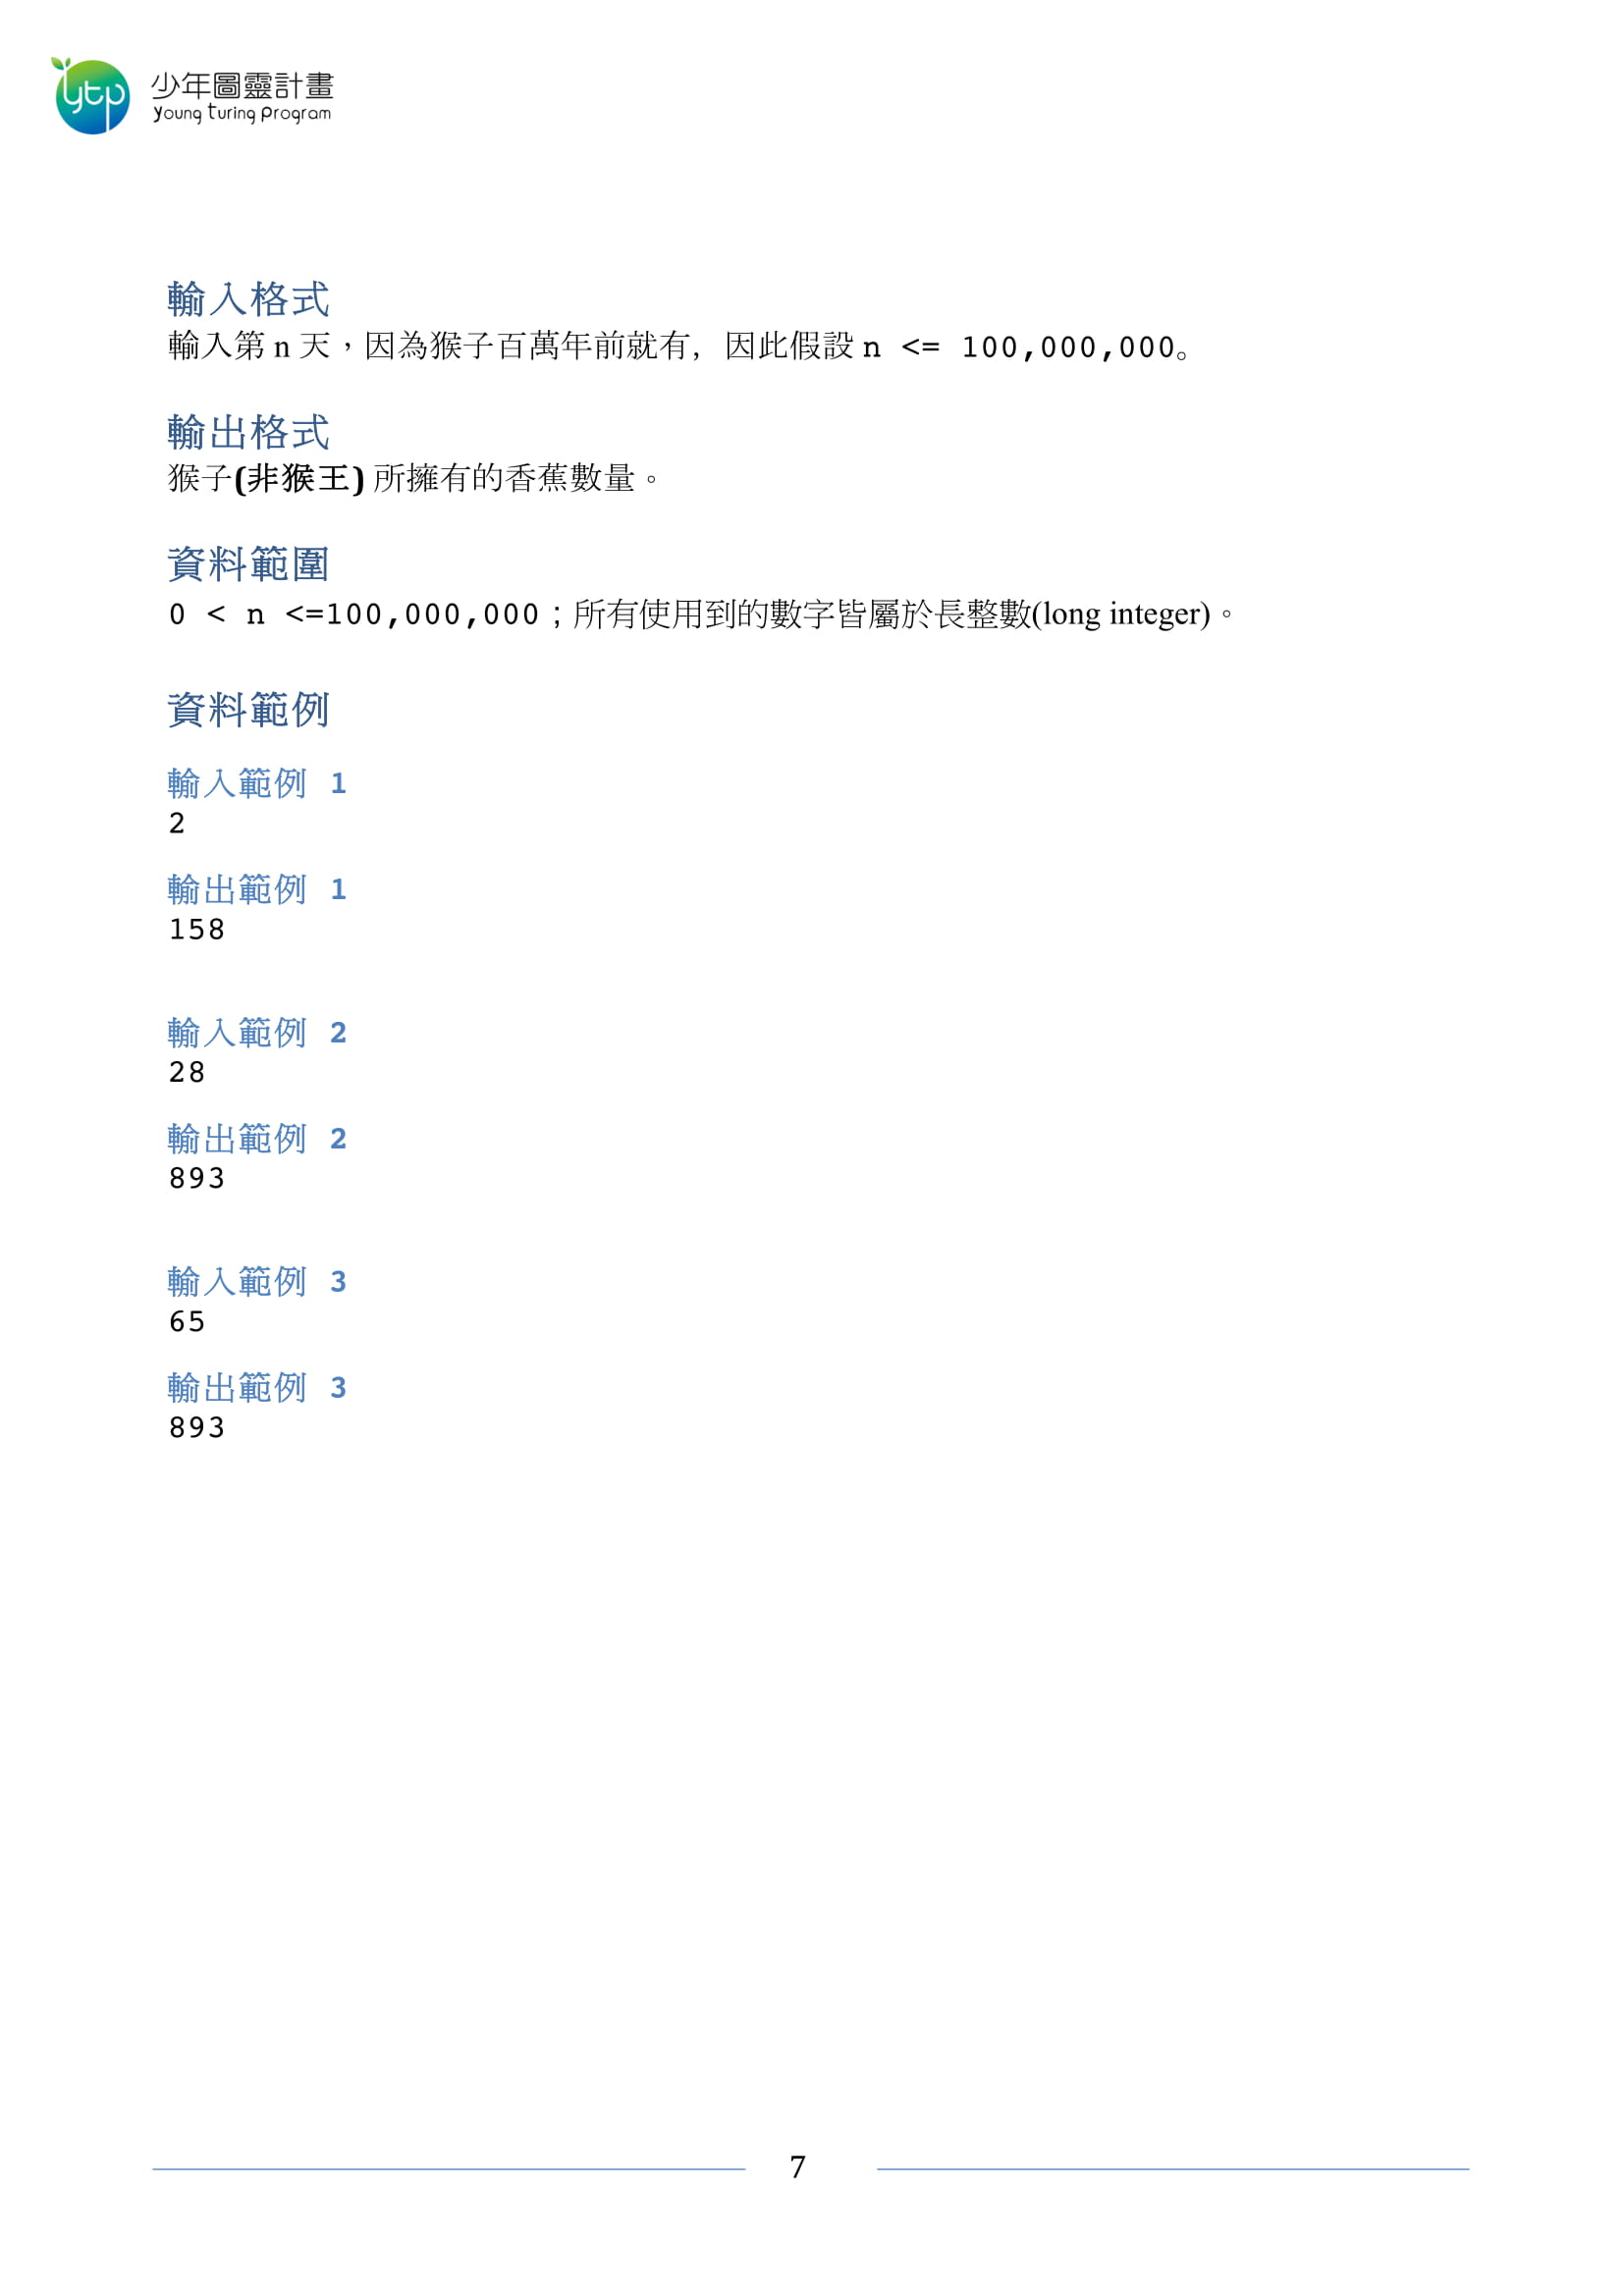 ytp 少年圖靈計畫
Young Turing Program
輸入格式
輸入第 n 天，因為猴子百萬年前就有，因此假設 n <= 100,000,000。
輸出格式
猴子(非猴王) 所擁有的香蕉數量。
資料範圍
0 < n <=100,000,000；所有使用到的數字皆屬於長整數(long integer)。
資料範例
輸入範例 1
2
輸出範例 1
158
輸入範例 2
28
輸出範例 2
893
輸入範例 3
65
輸出範例 3
893
7